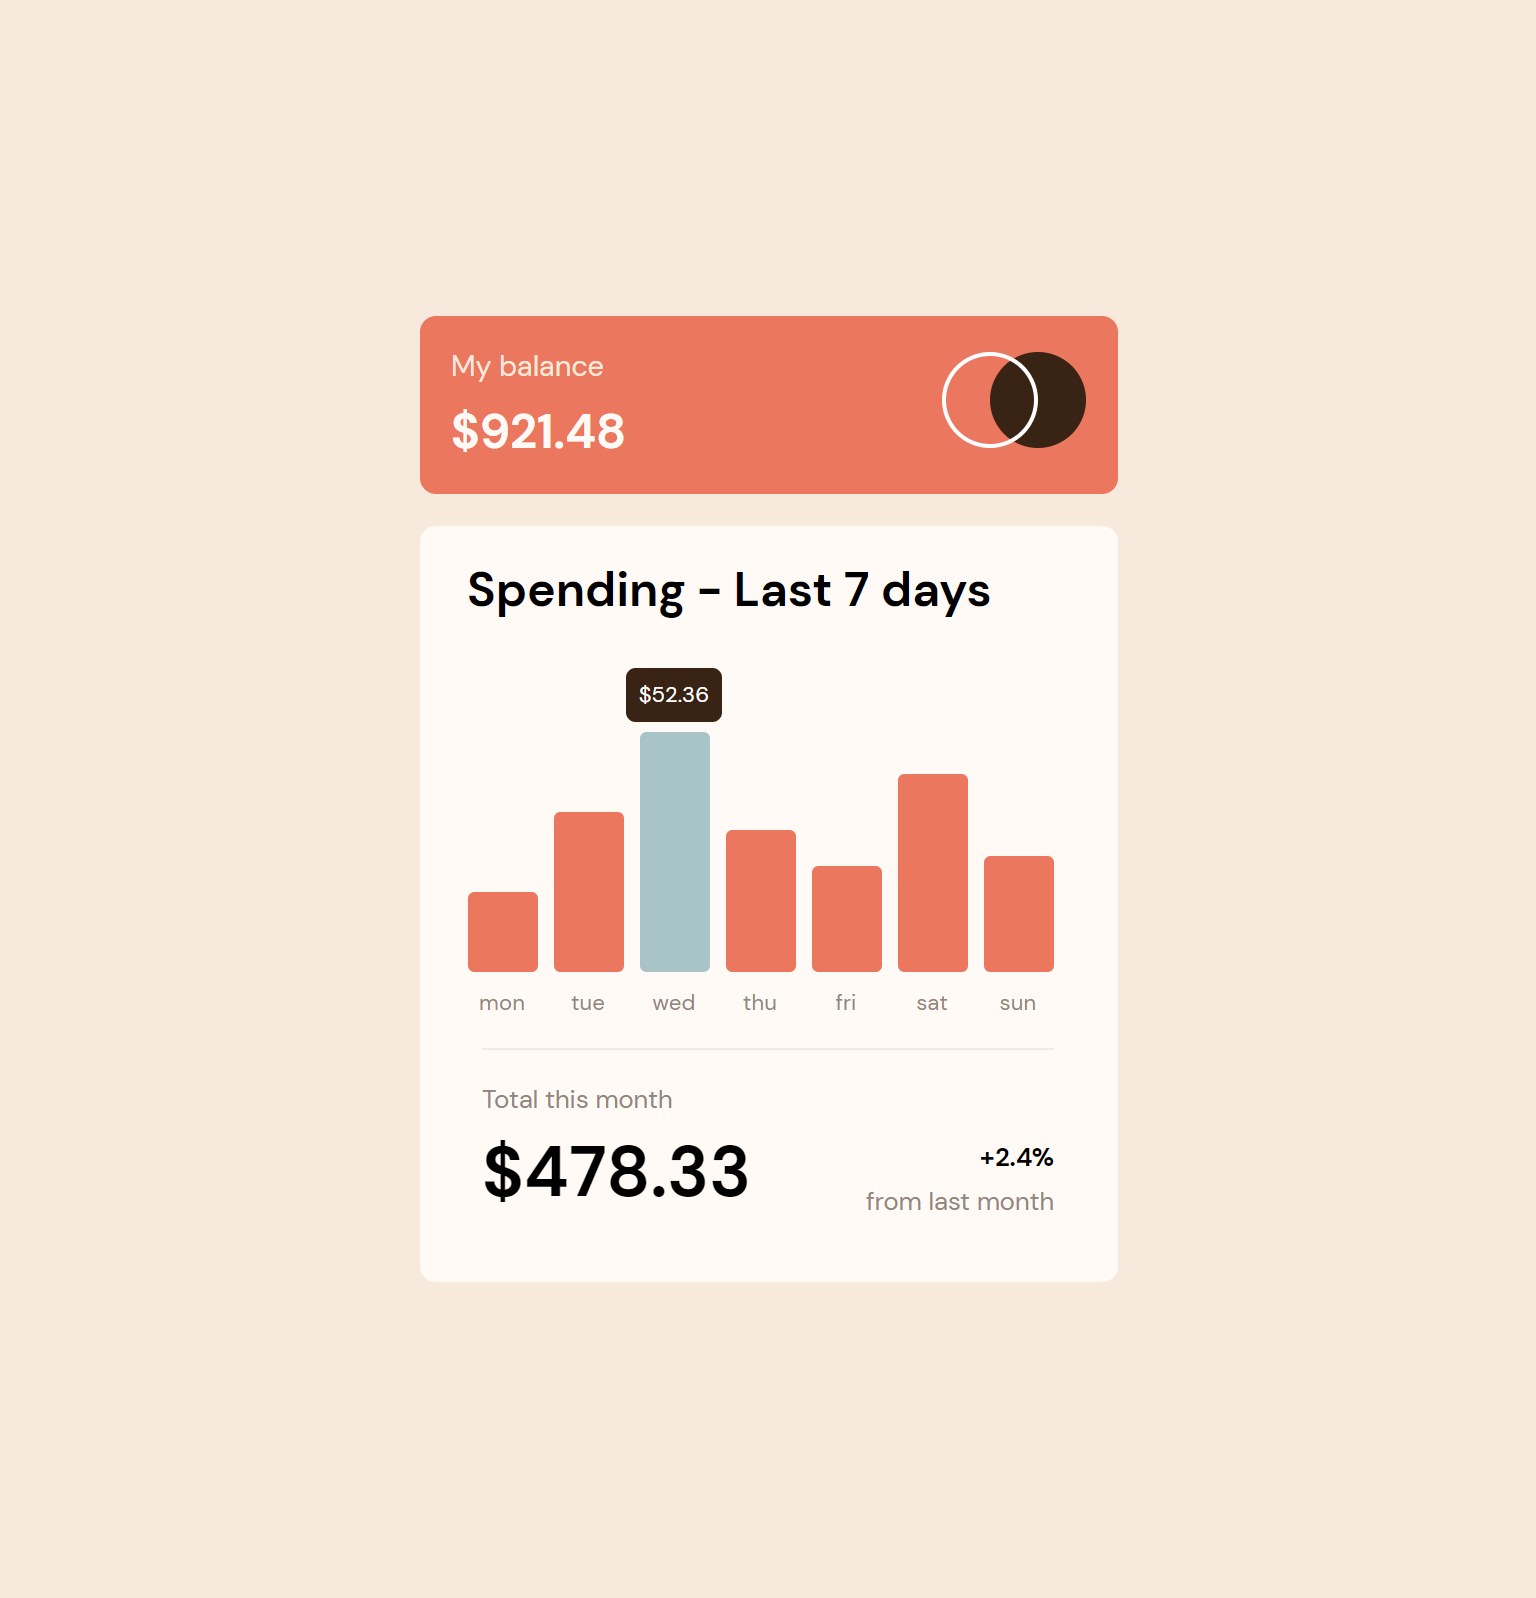 My balance
$921.48
Spending - Last 7 days
$52.36
mon tue wed thu fri sat sun
Total this month
$478.33
+2.4%
from last month